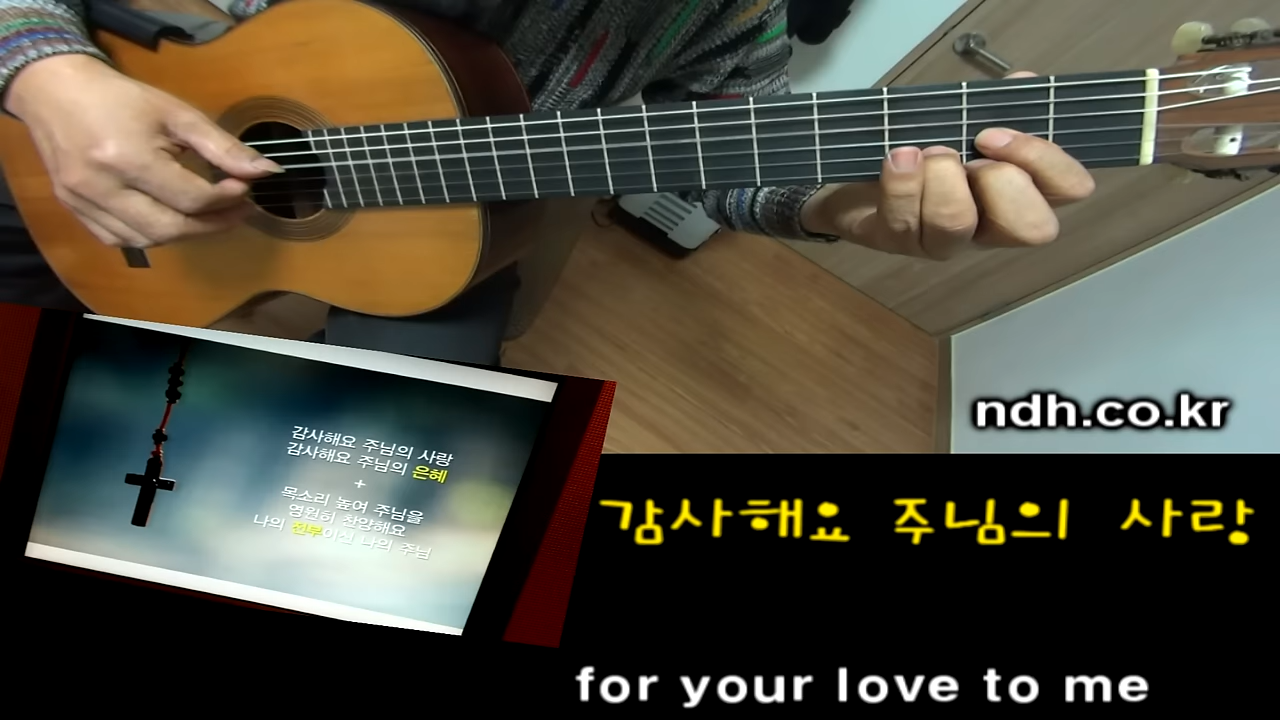 ndh.co.kr
감사해요 주님의 사랑
감사해요 주님의 은혜
+
목소리 높여 주님을
영원히 찬양해요
나의 전부이신 나의 주님
감사해요 주님의 사랑
for your love to me